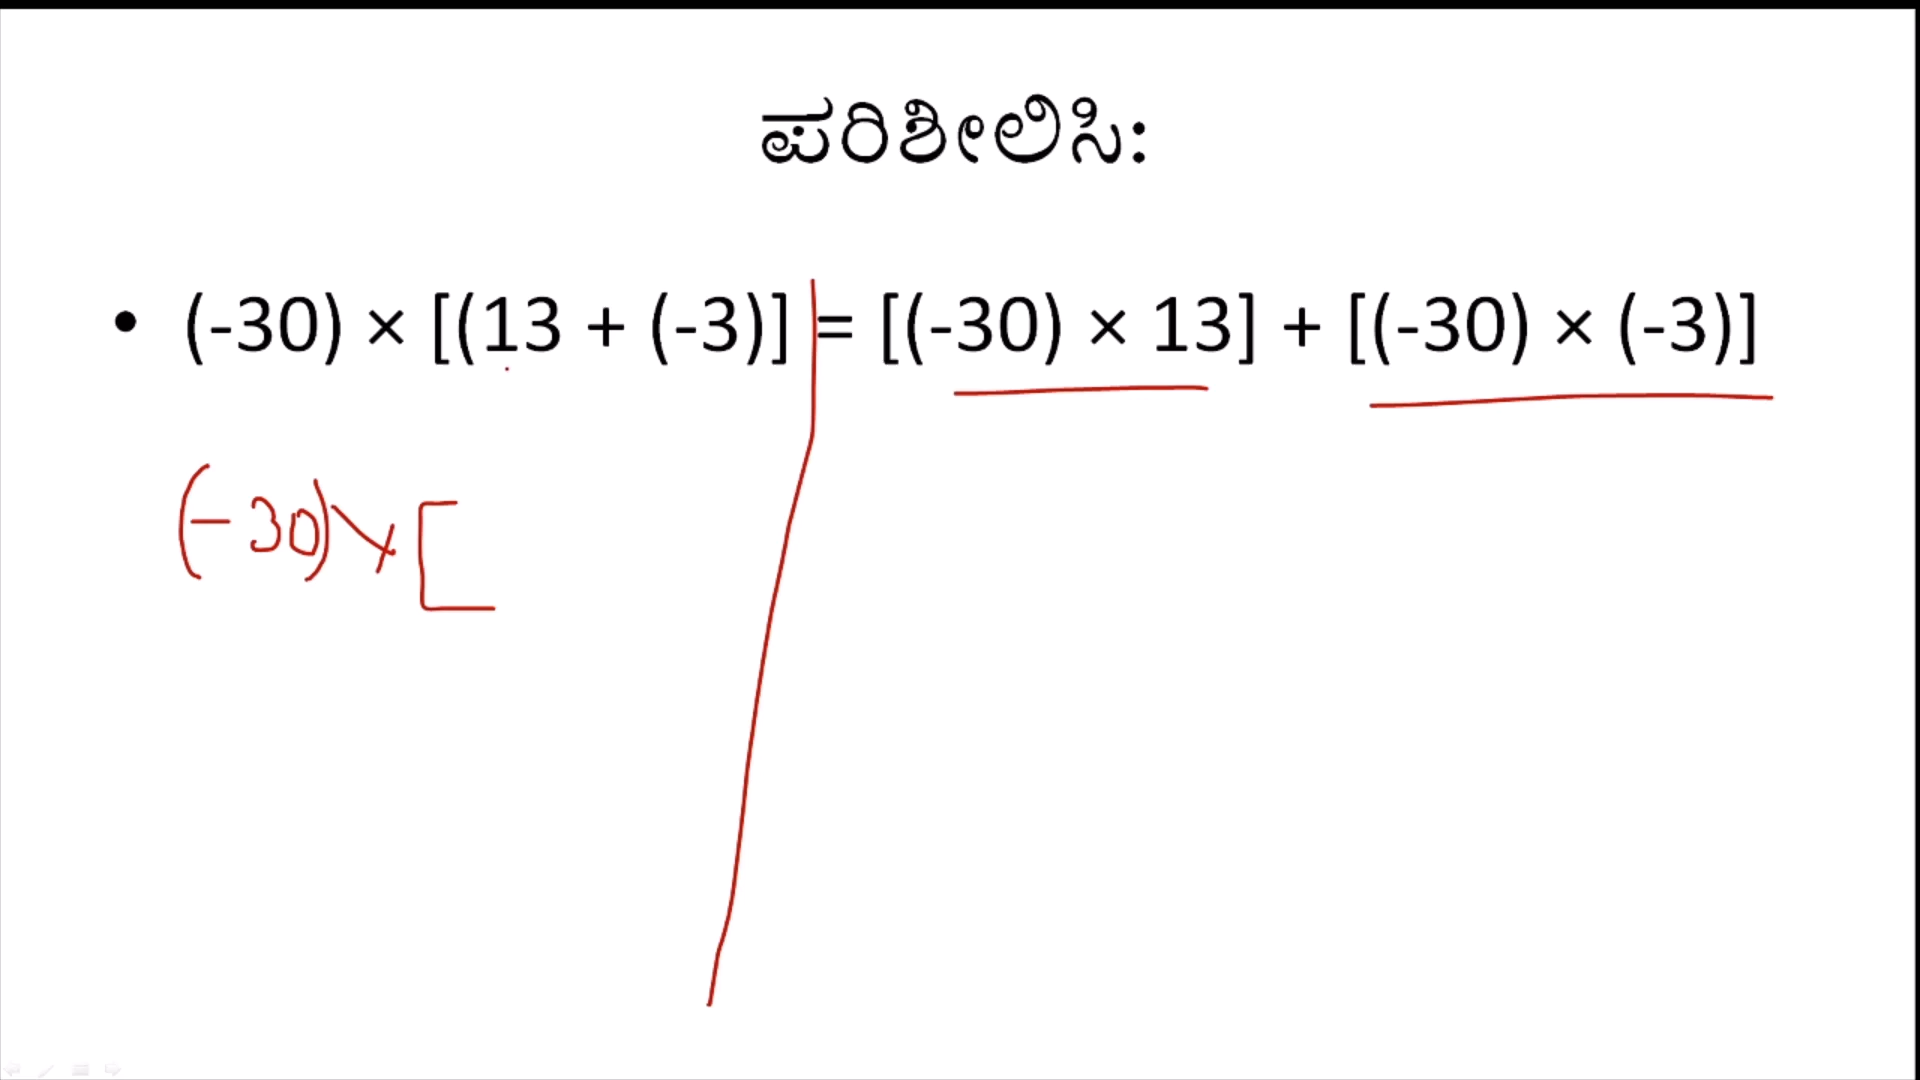 ಪರಿಶೀಲಿಸಿ:
• (-30) × [(13 + (-3)] = [(-30) × 13] + [(-30) × (-3)]
(-30)×[